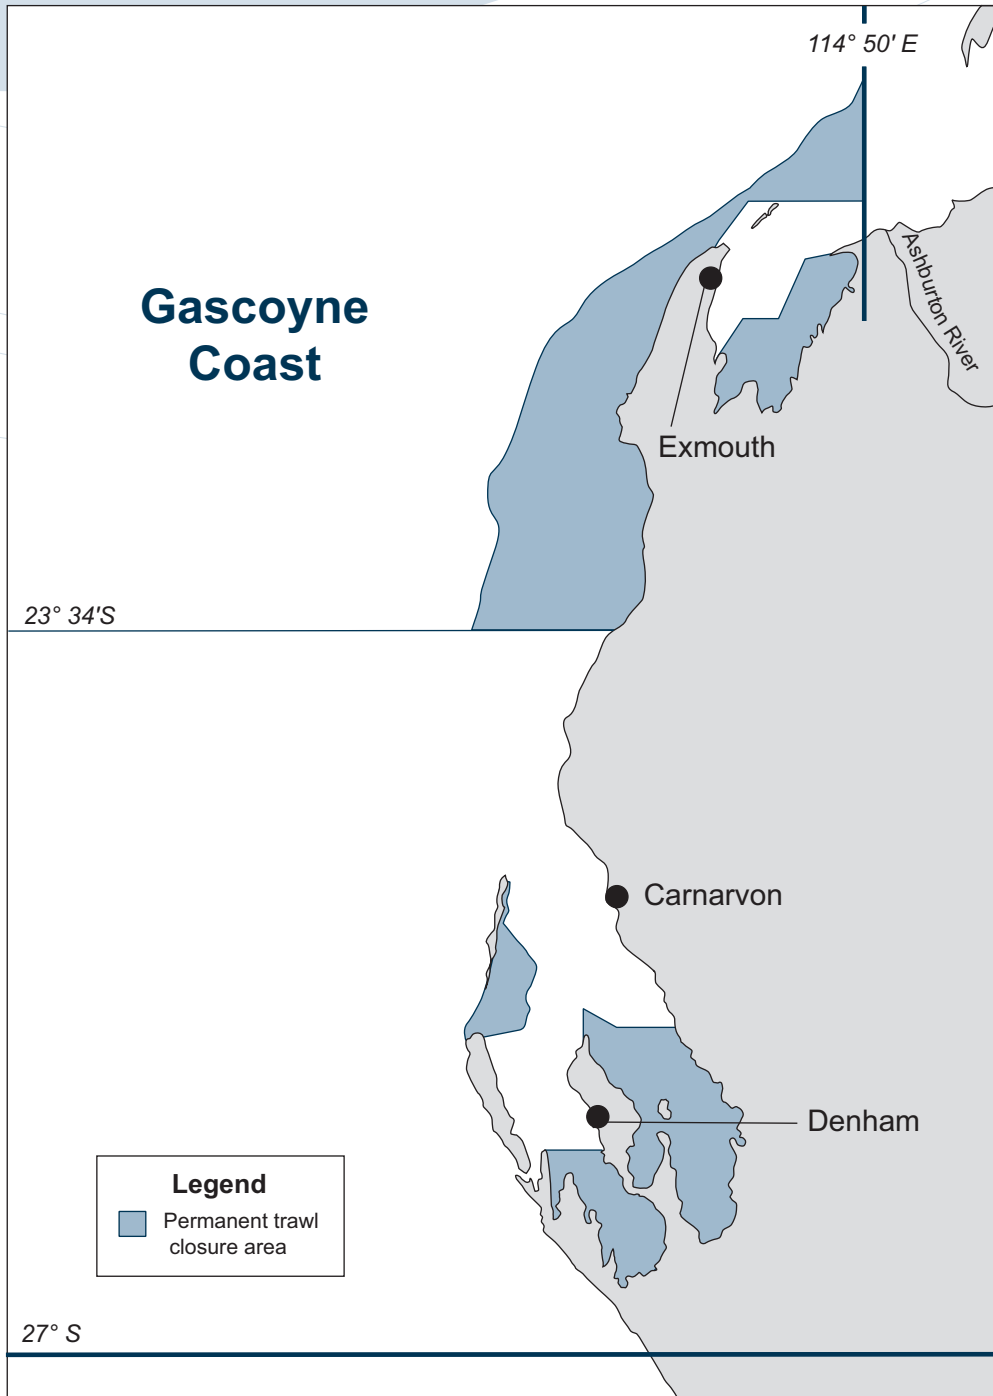 114° 50' E
Ashburton River
Gascoyne
Coast
Exmouth
23° 34'S
Carnarvon
Denham
Legend
Permanent trawl
closure area
27° S